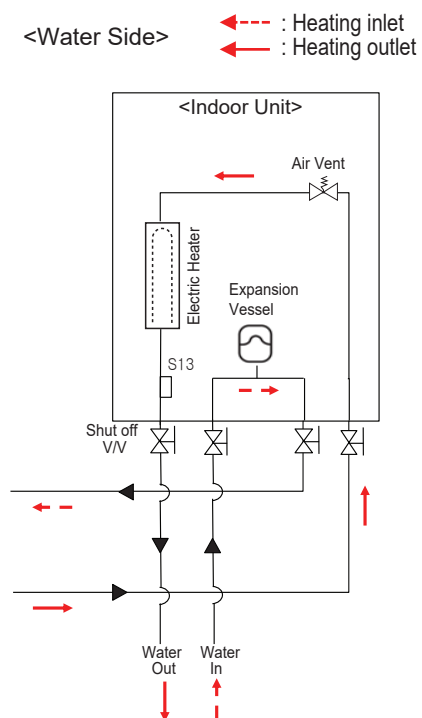 <Water Side>
: Heating inlet
: Heating outlet
<Indoor Unit>
Air Vent
Electric Heater
Expansion
Vessel
S13
Shut off
V/V
Water
Out
Water
In